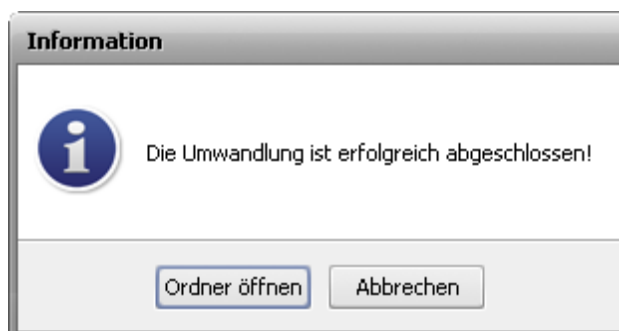 Information
Die Umwandlung ist erfolgreich abgeschlossen!
Ordner öffnen
Abbrechen